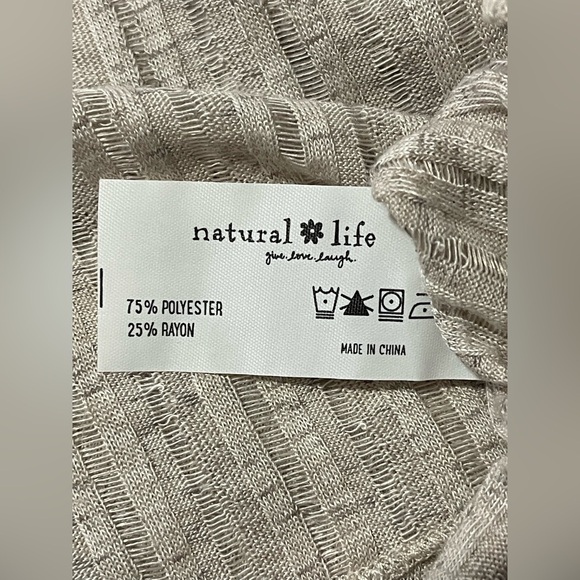 natural life
give.love.laugh.
75% POLYESTER
25% RAYON
MADE IN CHINA